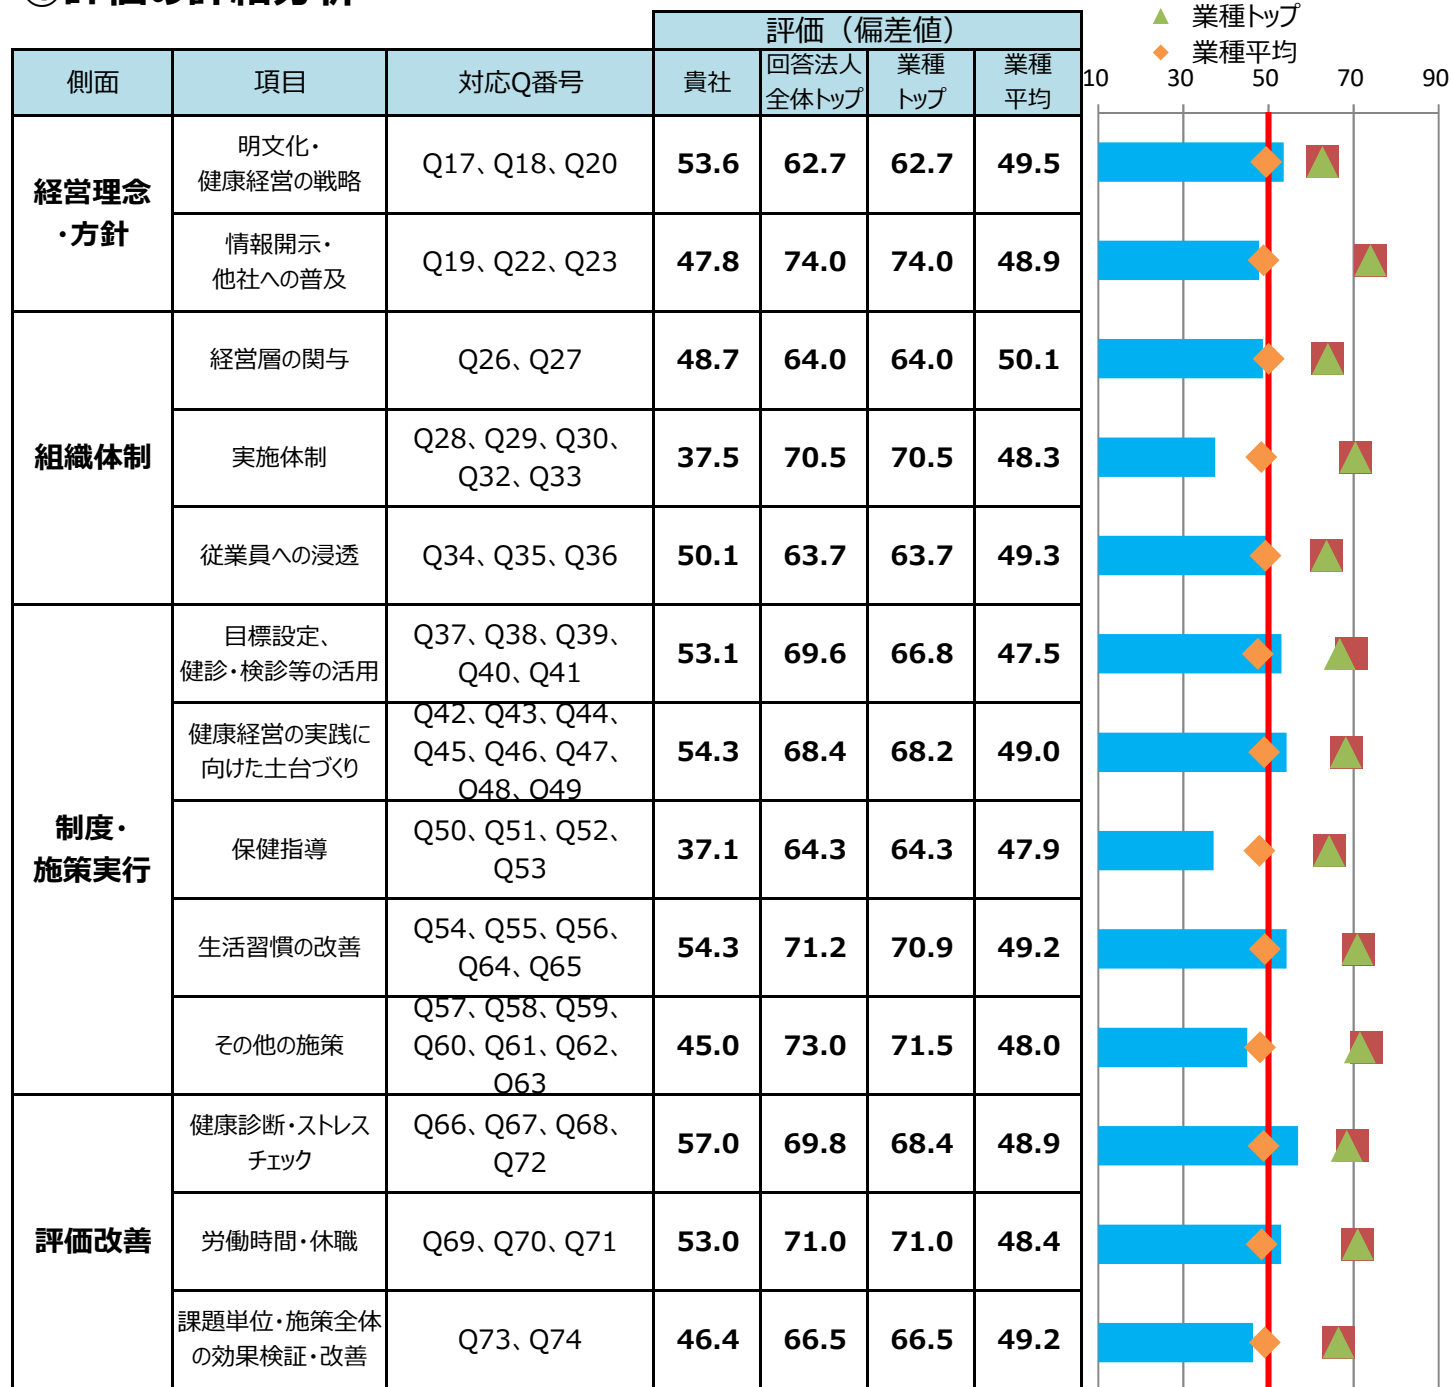 評価（偏差値）
▲ 業種トップ
◆ 業種平均
側面 項目 対応Q番号 貴社 回答法人全体トップ 業種トップ 業種平均
10 30 50 70 90
経営理念・方針
明文化・健康経営の戦略 Q17、Q18、Q20 53.6 62.7 62.7 49.5
情報開示・他社への普及 Q19、Q22、Q23 47.8 74.0 74.0 48.9
組織体制
経営層の関与 Q26、Q27 48.7 64.0 64.0 50.1
実施体制 Q28、Q29、Q30、Q32、Q33 37.5 70.5 70.5 48.3
従業員への浸透 Q34、Q35、Q36 50.1 63.7 63.7 49.3
制度・施策実行
目標設定、健診・検診等の活用 Q37、Q38、Q39、Q40、Q41 53.1 69.6 66.8 47.5
健康経営の実践に向けた土台づくり Q42、Q43、Q44、Q45、Q46、Q47、Q48、Q49 54.3 68.4 68.2 49.0
保健指導 Q50、Q51、Q52、Q53 37.1 64.3 64.3 47.9
生活習慣の改善 Q54、Q55、Q56、Q64、Q65 54.3 71.2 70.9 49.2
その他の施策 Q57、Q58、Q59、Q60、Q61、Q62、Q63 45.0 73.0 71.5 48.0
評価改善
健康診断・ストレスチェック Q66、Q67、Q68、Q72 57.0 69.8 68.4 48.9
労働時間・休職 Q69、Q70、Q71 53.0 71.0 71.0 48.4
課題単位・施策全体の効果検証・改善 Q73、Q74 46.4 66.5 66.5 49.2